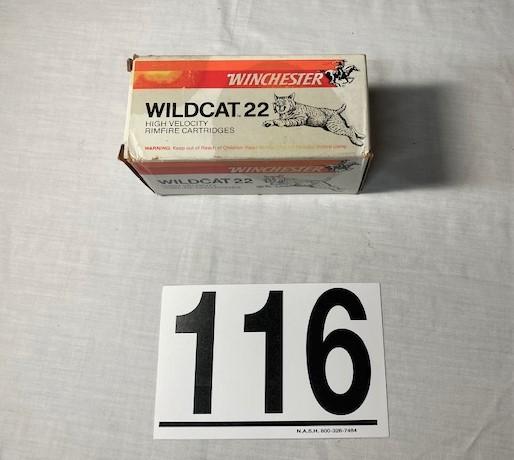 WINCHESTER
WILDCAT 22
HIGH VELOCITY
RIMFIRE CARTRIDGES
WARNING: Keep out of Reach of Children
WINCHESTER
WILDCAT 22
116
N.A.S.H. 800-326-7484